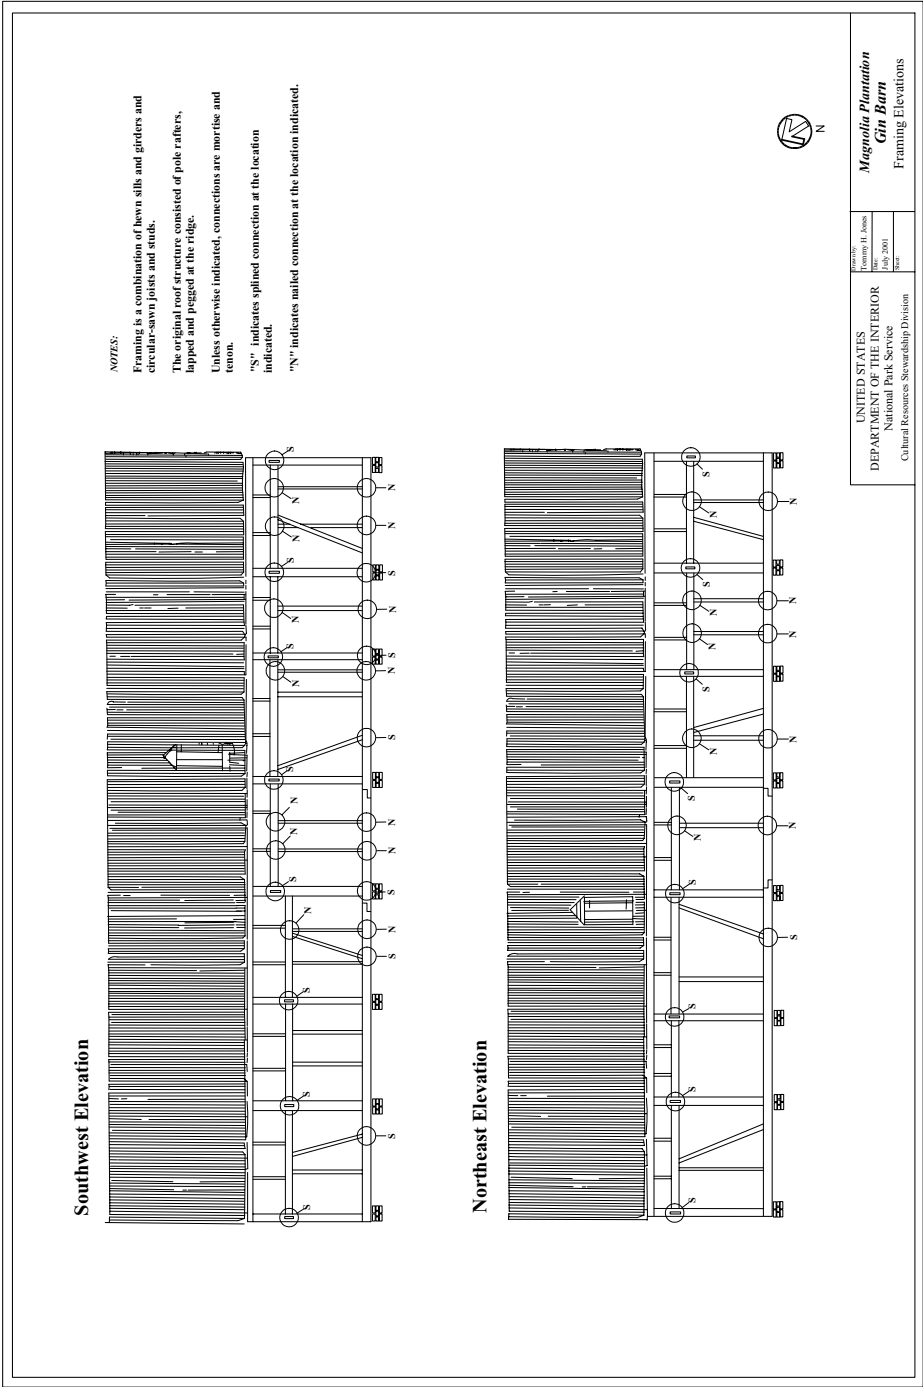 Southwest Elevation
S
S
S
N
S
N
N
S
N
S
N
S
N
N
S
S
S
N
S
N
N
S
N
S
N
S
N
N
Northeast Elevation
S
S
S
S
N
S
N
S
N
N
S
N
S
S
N
N
N
N
N
NOTES:
Framing is a combination of hewn sills and girders and
circular-sawn joists and studs.
The original roof structure consisted of pole rafters,
lapped and pegged at the ridge.
Unless otherwise indicated, connections are mortise and
tenon.
"S" indicates splined connection at the location
indicated.
"N" indicates nailed connection at the location indicated.
N
UNITED STATES
DEPARTMENT OF THE INTERIOR
National Park Service
Cultural Resources Stewardship Division
Drawn by:
Tommy H. Jones
Date:
July 2001
Sheet:
Magnolia Plantation
Gin Barn
Framing Elevations